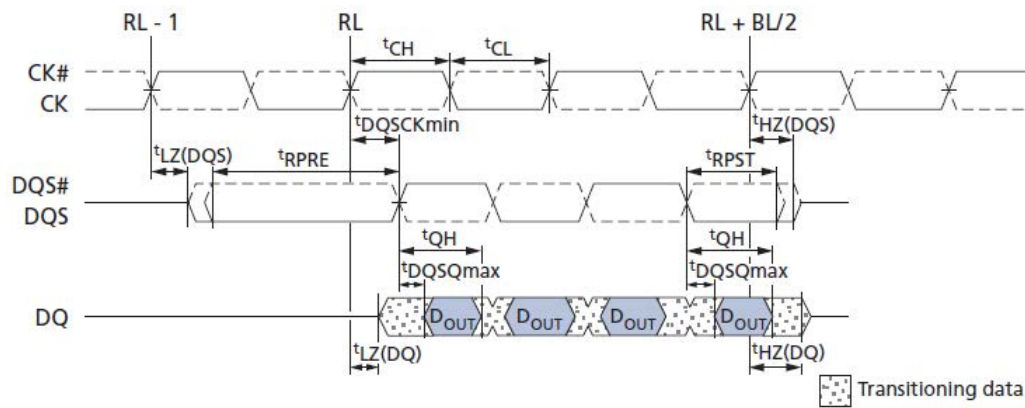 RL - 1 RL RL + BL/2
tCH tCL
CK#
CK
tDQSCKmin tHZ(DQS)
tLZ(DQS) tRPRE tRPST
DQS#
DQS
tQH tQH
tDQSQmax tDQSQmax
DQ DOUT DOUT DOUT DOUT
tLZ(DQ) tHZ(DQ)
Transitioning data